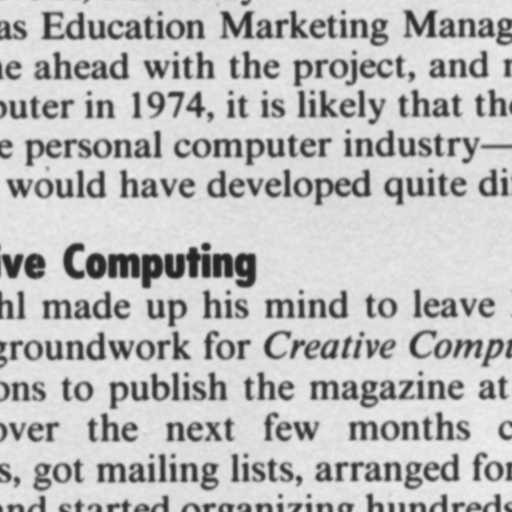 as Education Marketing Manag
e ahead with the project, and
puter in 1974, it is likely that the
e personal computer industry—
would have developed quite di
ive Computing
hl made up his mind to leave
groundwork for Creative Compu
ons to publish the magazine at
over the next few months c
s, got mailing lists, arranged for
and started organizing hundreds